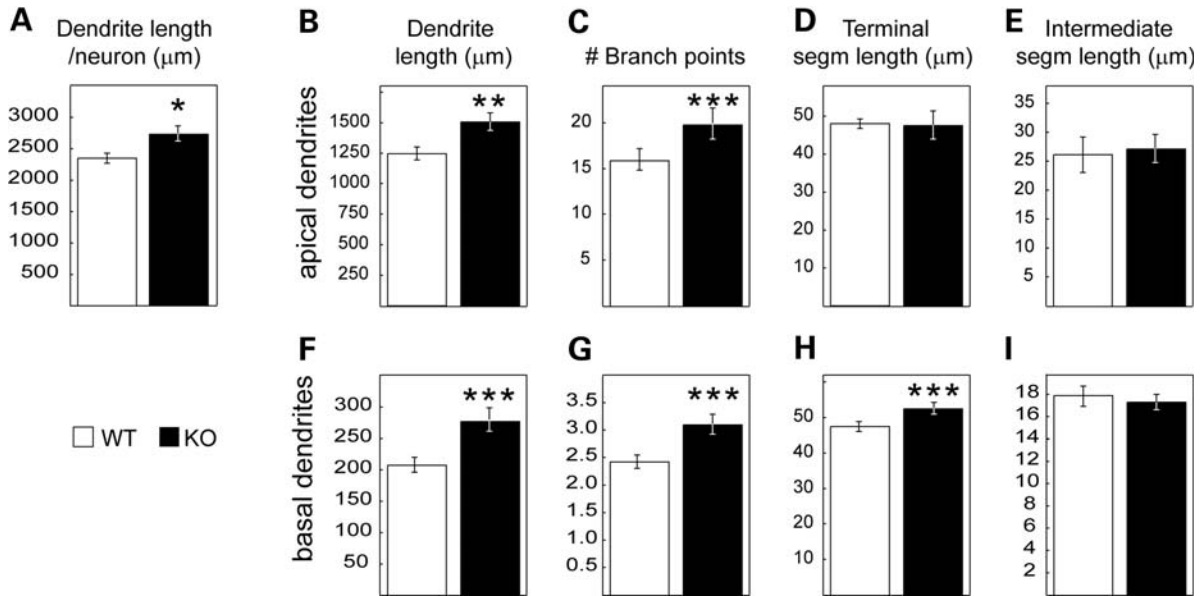 A
Dendrite length
/neuron (μm)
3000
2500
2000
1500
1000
500
*
B
Dendrite
length (μm)
apical dendrites
1500
1250
1000
750
500
250
**
C
# Branch points
20
15
10
5
***
D
Terminal
segm length (μm)
50
40
30
20
10
E
Intermediate
segm length (μm)
35
30
25
20
15
10
5
WT KO
F
basal dendrites
300
250
200
150
100
50
***
G
3.5
3.0
2.5
2.0
1.5
1.0
0.5
***
H
50
40
30
20
10
***
I
18
16
14
12
10
8
6
4
2